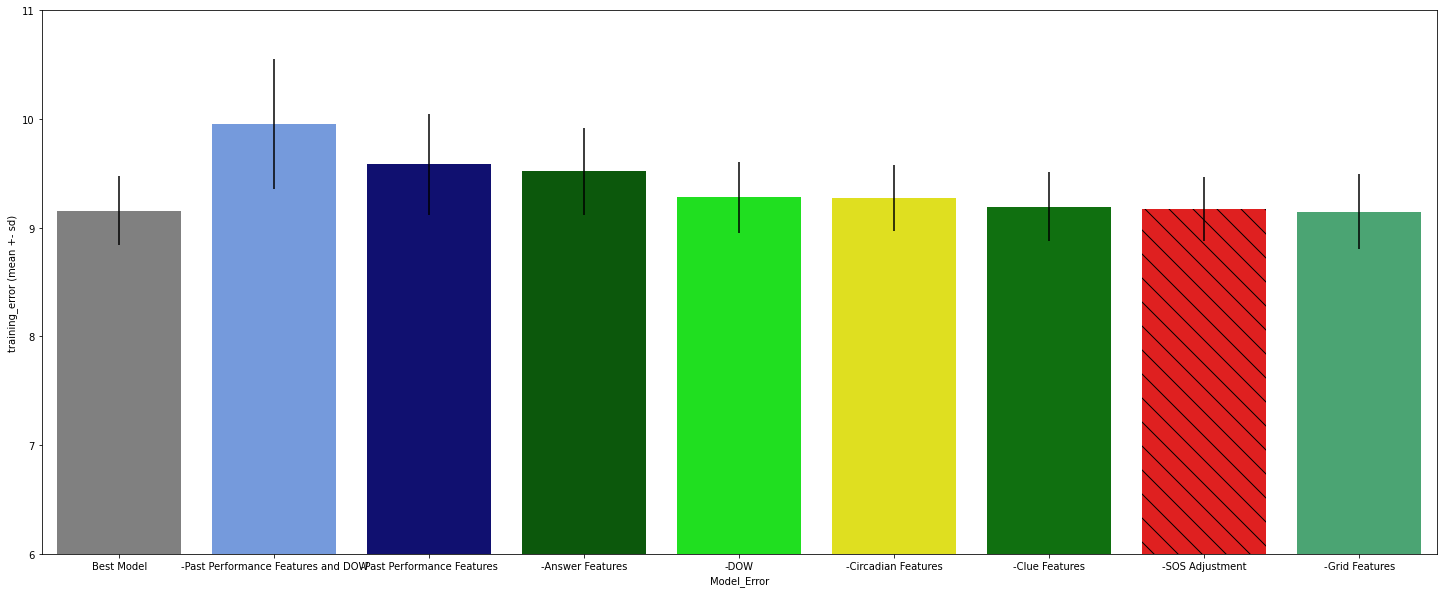 11
10
9
8
7
6
training_error (mean +- sd)
Best Model
-Past Performance Features and DOW
-Past Performance Features
-Answer Features
-DOW
-Circadian Features
-Clue Features
-SOS Adjustment
-Grid Features
Model_Error